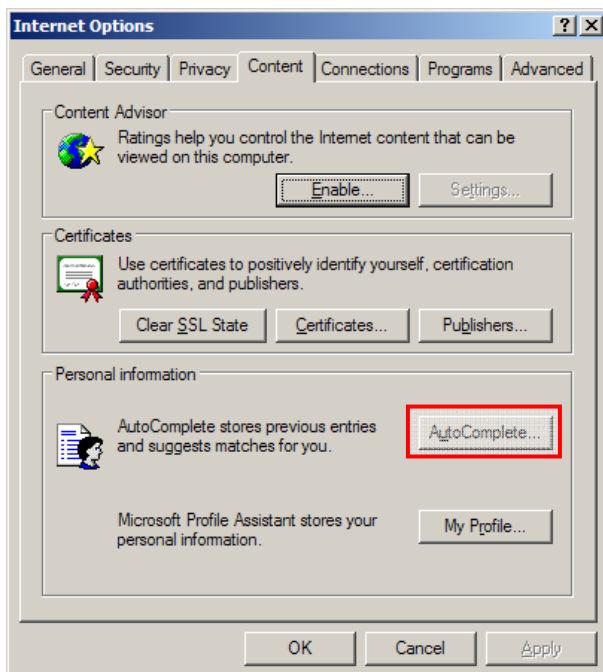 Internet Options
General Security Privacy Content Connections Programs Advanced
Content Advisor
Ratings help you control the Internet content that can be
viewed on this computer.
Enable... Settings...
Certificates
Use certificates to positively identify yourself, certification
authorities, and publishers.
Clear SSL State Certificates... Publishers...
Personal information
AutoComplete stores previous entries
and suggests matches for you.
AutoComplete...
Microsoft Profile Assistant stores your
personal information.
My Profile...
OK Cancel Apply